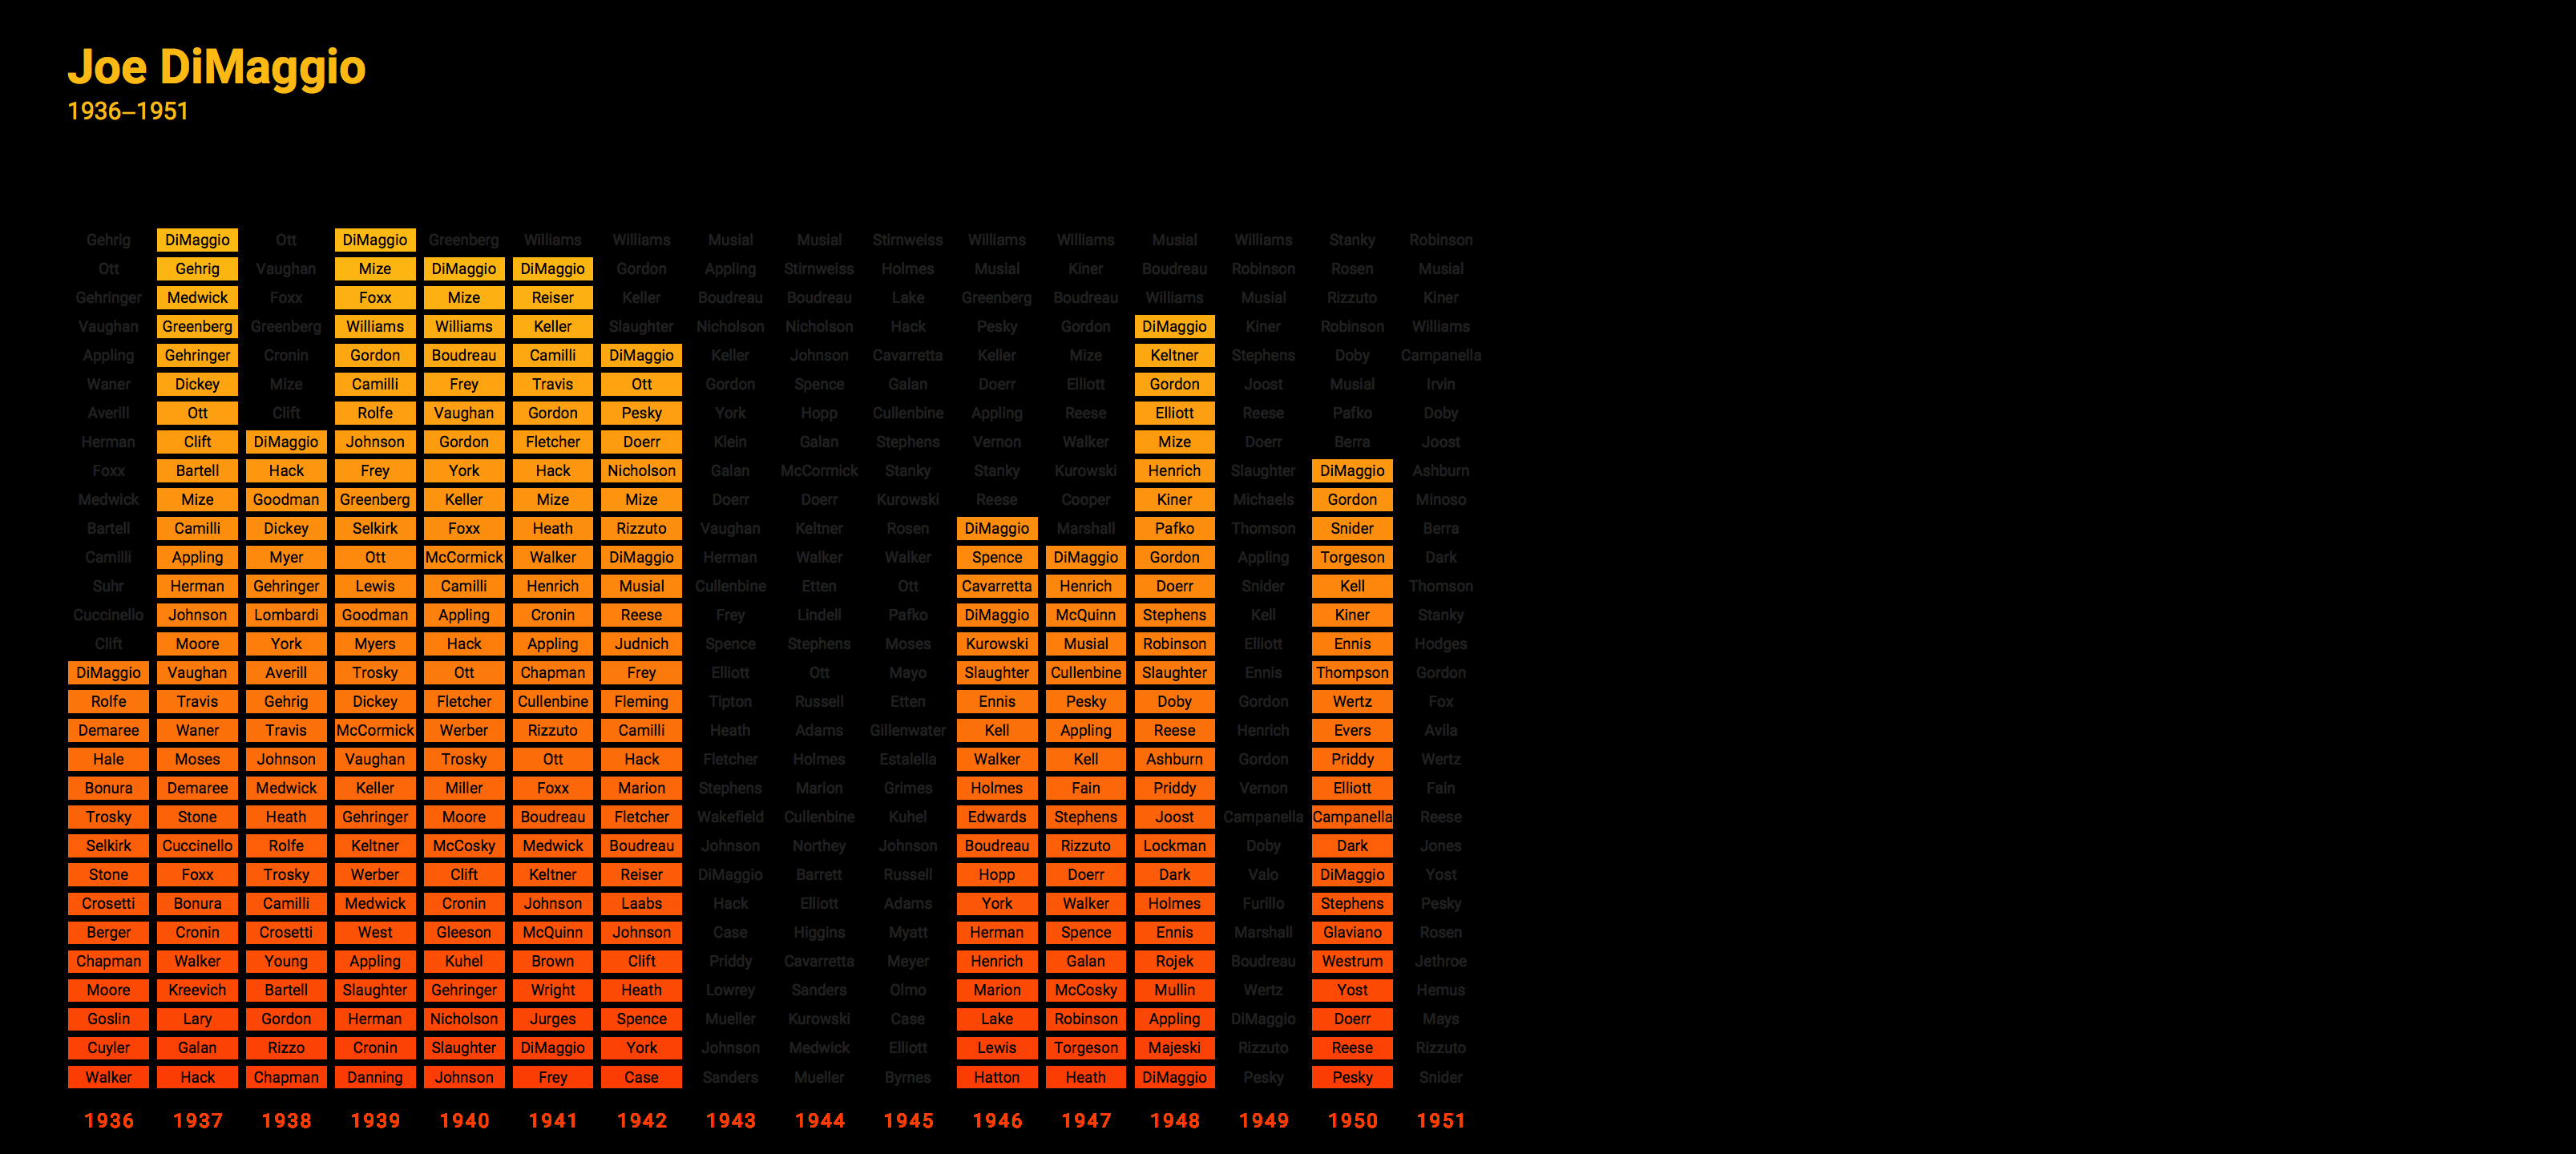 Joe DiMaggio
1936–1951
Gehrig DiMaggio Ott DiMaggio Greenberg Williams Williams Musial Musial Stirnweiss Williams Williams Musial Williams Stanky Robinson
Ott Gehrig Vaughan Mize DiMaggio DiMaggio Gordon Appling Stirnweiss Holmes Musial Kiner Boudreau Robinson Rosen Musial
Gehringer Medwick Foxx Foxx Mize Reiser Keller Boudreau Boudreau Lake Greenberg Boudreau Williams Musial Rizzuto Kiner
Vaughan Greenberg Greenberg Williams Williams Keller Slaughter Nicholson Nicholson Hack Pesky Gordon DiMaggio Kiner Robinson Williams
Appling Gehringer Cronin Gordon Boudreau Camilli DiMaggio Keller Johnson Cavarretta Keller Mize Keltner Stephens Doby Campanella
Waner Dickey Mize Camilli Frey Travis Ott Gordon Spence Galan Doerr Elliott Gordon Joost Musial Irvin
Averill Ott Clift Rolfe Vaughan Gordon Pesky York Hopp Cullenbine Appling Reese Elliott Reese Pafko Doby
Herman Clift DiMaggio Johnson Gordon Fletcher Doerr Klein Galan Stephens Vernon Walker Mize Doerr Berra Joost
Foxx Bartell Hack Frey York Hack Nicholson Galan McCormick Stanky Stanky Kurowski Henrich Slaughter DiMaggio Ashburn
Medwick Mize Goodman Greenberg Keller Mize Mize Doerr Doerr Kurowski Reese Cooper Kiner Michaels Gordon Minoso
Bartell Camilli Dickey Selkirk Foxx Heath Rizzuto Vaughan Keltner Rosen DiMaggio Marshall Pafko Thomson Snider Berra
Camilli Appling Myer Ott McCormick Walker DiMaggio Herman Walker Walker Spence DiMaggio Gordon Appling Torgeson Dark
Suhr Herman Gehringer Lewis Camilli Henrich Musial Cullenbine Etten Ott Cavarretta Henrich Doerr Snider Kell Thomson
Cuccinello Johnson Lombardi Goodman Appling Cronin Reese Frey Lindell Pafko DiMaggio McQuinn Stephens Kell Kiner Stanky
Clift Moore York Myers Hack Appling Judnich Spence Stephens Moses Kurowski Musial Robinson Elliott Ennis Hodges
DiMaggio Vaughan Averill Trosky Ott Chapman Frey Elliott Ott Mayo Slaughter Cullenbine Slaughter Ennis Thompson Gordon
Rolfe Travis Gehrig Dickey Fletcher Cullenbine Fleming Tipton Russell Etten Ennis Pesky Doby Gordon Wertz Fox
Demaree Waner Travis McCormick Werber Rizzuto Camilli Heath Adams Gillenwater Kell Appling Reese Henrich Evers Avila
Hale Moses Johnson Vaughan Trosky Ott Hack Fletcher Holmes Estalella Walker Kell Ashburn Gordon Priddy Wertz
Bonura Demaree Medwick Keller Miller Foxx Marion Stephens Marion Grimes Holmes Fain Priddy Vernon Elliott Fain
Trosky Stone Heath Gehringer Moore Boudreau Fletcher Wakefield Cullenbine Kuhel Edwards Stephens Joost Campanella Campanella Reese
Selkirk Cuccinello Rolfe Keltner McCosky Medwick Boudreau Johnson Northey Johnson Boudreau Rizzuto Lockman Doby Dark Jones
Stone Foxx Trosky Werber Clift Keltner Reiser DiMaggio Barrett Russell Hopp Doerr Dark Valo DiMaggio Yost
Crosetti Bonura Camilli Medwick Cronin Johnson Laabs Hack Elliott Adams York Walker Holmes Furillo Stephens Pesky
Berger Cronin Crosetti West Gleeson McQuinn Johnson Case Higgins Myatt Herman Spence Ennis Marshall Glaviano Rosen
Chapman Walker Young Appling Kuhel Brown Clift Priddy Cavarretta Meyer Henrich Galan Rojek Boudreau Westrum Jethroe
Moore Kreevich Bartell Slaughter Gehringer Wright Heath Lowrey Sanders Olmo Marion McCosky Mullin Wertz Yost Hemus
Goslin Lary Gordon Herman Nicholson Jurges Spence Mueller Kurowski Case Lake Robinson Appling DiMaggio Doerr Mays
Cuyler Galan Rizzo Cronin Slaughter DiMaggio York Johnson Medwick Elliott Lewis Torgeson Majeski Rizzuto Reese Rizzuto
Walker Hack Chapman Danning Johnson Frey Case Sanders Mueller Byrnes Hatton Heath DiMaggio Pesky Pesky Snider
1936 1937 1938 1939 1940 1941 1942 1943 1944 1945 1946 1947 1948 1949 1950 1951